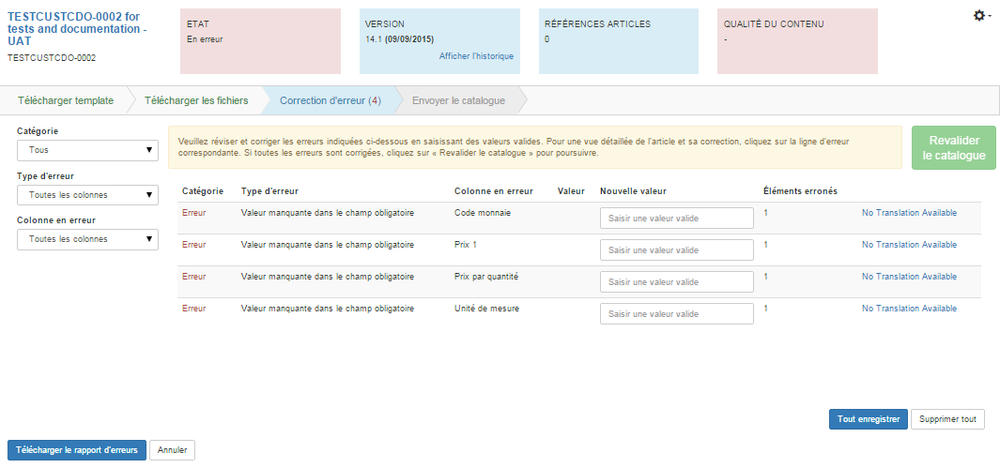 TESTCUSTCDO-0002 for
tests and documentation -
UAT
TESTCUSTCDO-0002
ETAT
En erreur
VERSION
14.1 (09/09/2015)
Afficher l'historique
RÉFÉRENCES ARTICLES
0
QUALITÉ DU CONTENU
-
Télécharger template
Télécharger les fichiers
Correction d'erreur (4)
Envoyer le catalogue
Catégorie
Tous
Type d'erreur
Toutes les colonnes
Colonne en erreur
Toutes les colonnes
Veuillez réviser et corriger les erreurs indiquées ci-dessous en saisissant des valeurs valides. Pour une vue détaillée de l'article et sa correction, cliquez sur la ligne d'erreur
correspondante. Si toutes les erreurs sont corrigées, cliquez sur « Revalider le catalogue » pour poursuivre.
Revalider
le catalogue
Catégorie Type d'erreur Colonne en erreur Valeur Nouvelle valeur Éléments erronés
Erreur Valeur manquante dans le champ obligatoire Code monnaie Saisir une valeur valide 1 No Translation Available
Erreur Valeur manquante dans le champ obligatoire Prix 1 Saisir une valeur valide 1 No Translation Available
Erreur Valeur manquante dans le champ obligatoire Prix par quantité Saisir une valeur valide 1 No Translation Available
Erreur Valeur manquante dans le champ obligatoire Unité de mesure Saisir une valeur valide 1 No Translation Available
Tout enregistrer
Supprimer tout
Télécharger le rapport d'erreurs
Annuler